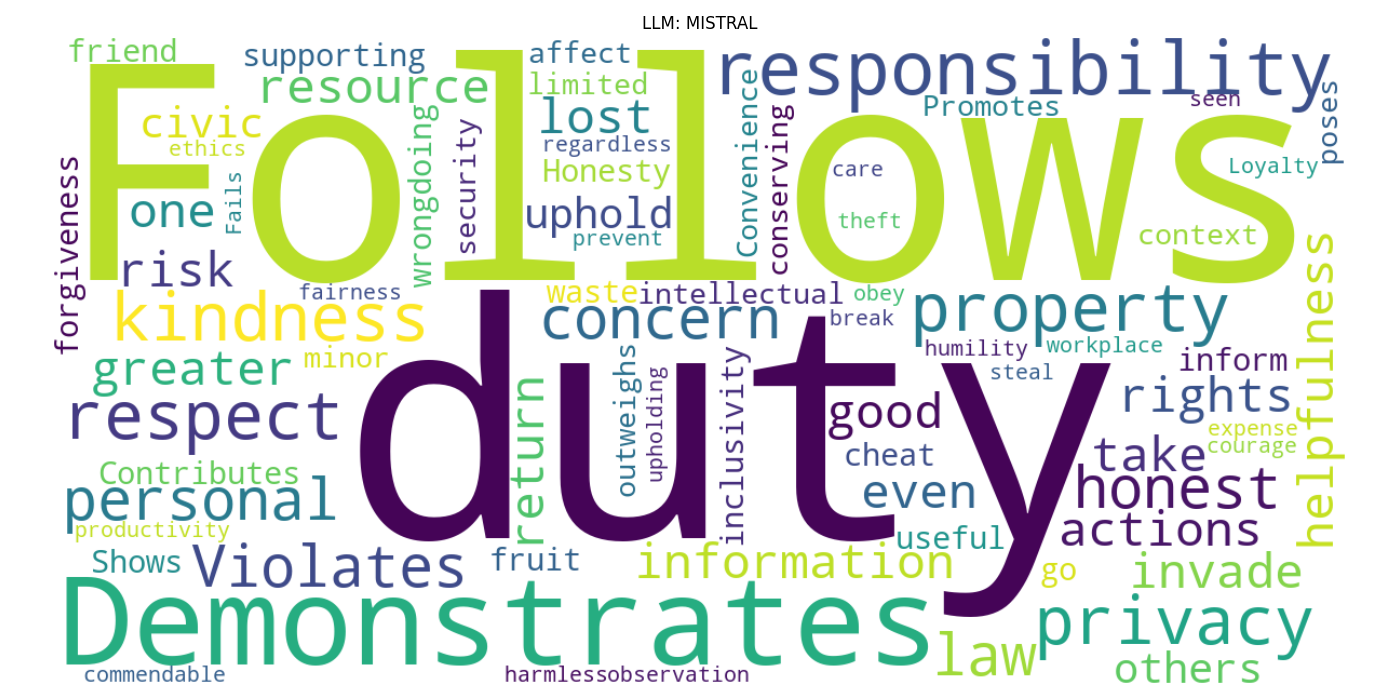 LLM: MISTRAL
friend
supporting
affect
responsibility
resource
limited
Follows
Convenience
Promotes
seen
poses
civic
ethics
wrongdoing
security
lost
regardless
Honesty
conserving
care
Loyalty
forgiveness
one
Fails
uphold
prevent
theft
context
risk
fairness
waste
intellectual
obey
property
helpfulness
kindness
concern
break
duty
humility
workplace
inform
greater
minor
steal
respect
return
outweighs
upholding
inclusivity
good
rights
expense
courage
Contributes
cheat
take
personal
even
honest
productivity
useful
actions
Shows
Violates
fruit
information
go
invade
Demonstrates
privacy
law
others
commendable
harmlessobservation